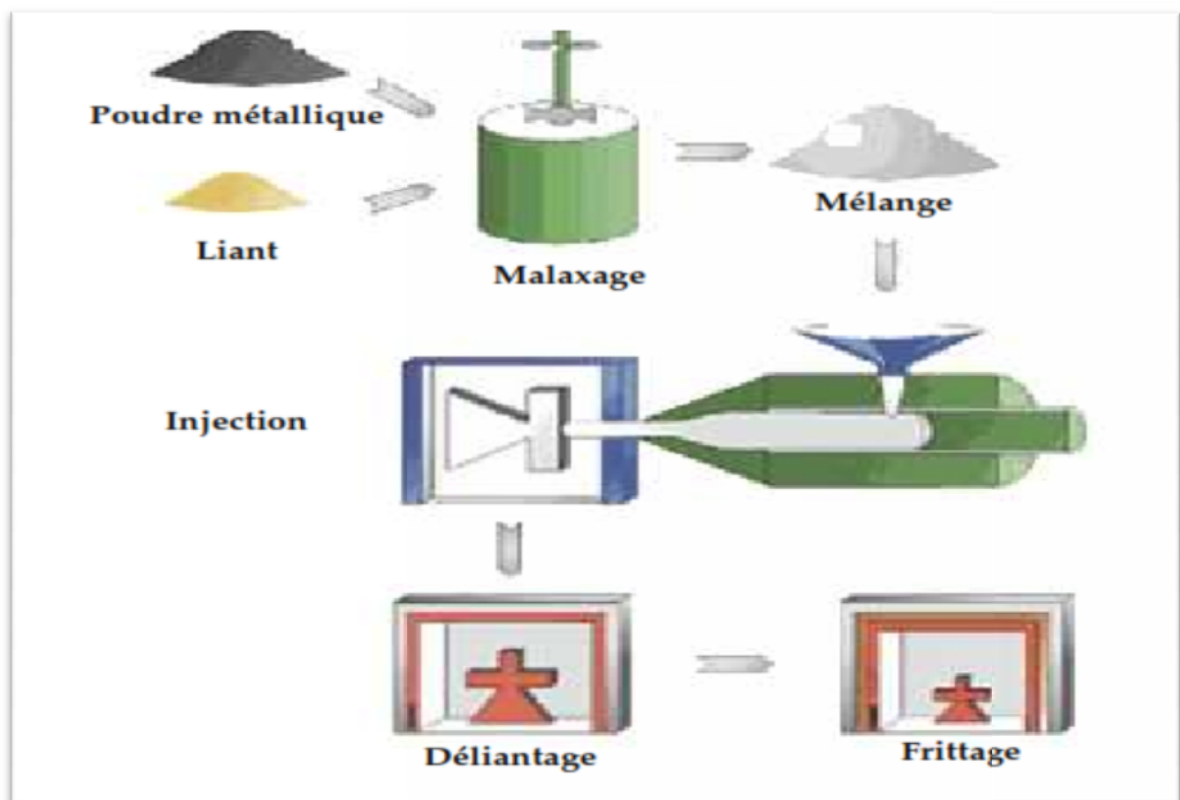 Poudre métallique
Liant
Malaxage
Mélange
Injection
Déliantage
Frittage